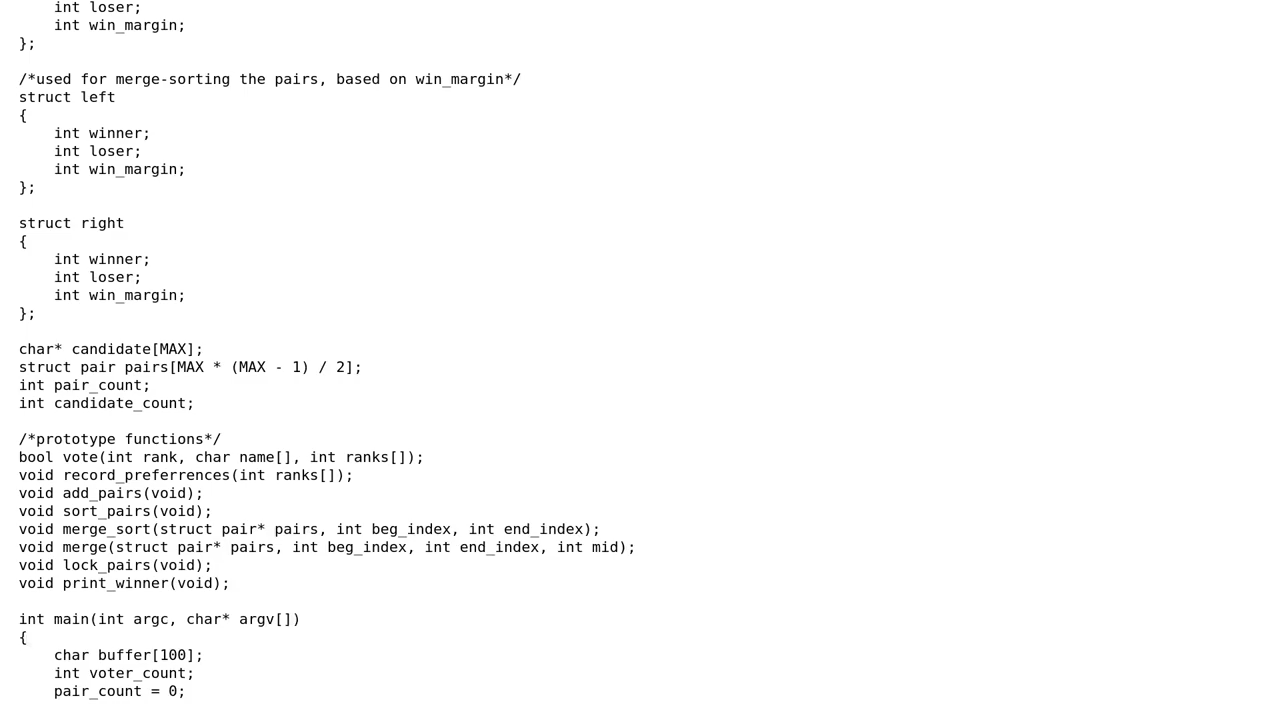 int loser;
    int win_margin;
};

/*used for merge-sorting the pairs, based on win_margin*/
struct left
{
    int winner;
    int loser;
    int win_margin;
};

struct right
{
    int winner;
    int loser;
    int win_margin;
};

char* candidate[MAX];
struct pair pairs[MAX * (MAX - 1) / 2];
int pair_count;
int candidate_count;

/*prototype functions*/
bool vote(int rank, char name[], int ranks[]);
void record_preferrences(int ranks[]);
void add_pairs(void);
void sort_pairs(void);
void merge_sort(struct pair* pairs, int beg_index, int end_index);
void merge(struct pair* pairs, int beg_index, int end_index, int mid);
void lock_pairs(void);
void print_winner(void);

int main(int argc, char* argv[])
{
    char buffer[100];
    int voter_count;
    pair_count = 0;